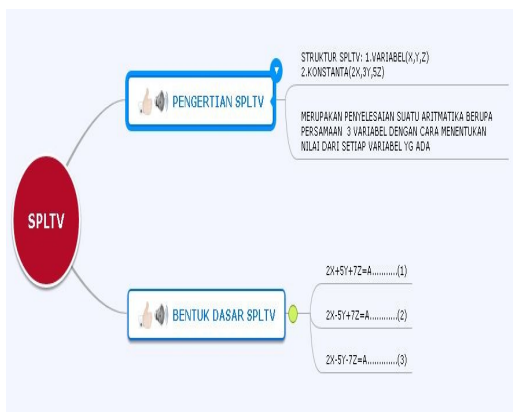 SPLTV
PENGERTIAN SPLTV
STRUKTUR SPLTV: 1.VARIABEL(X,Y,Z)
2.KONSTANTA(2X,3Y,5Z)
MERUPAKAN PENYELESAIAN SUATU ARITMATIKA BERUPA
PERSAMAAN 3 VARIABEL DENGAN CARA MENENTUKAN
NILAI DARI SETIAP VARIABEL YG ADA
BENTUK DASAR SPLTV
2X+5Y+7Z=A...........(1)
2X-5Y+7Z=A...........(2)
2X-5Y-7Z=A...........(3)